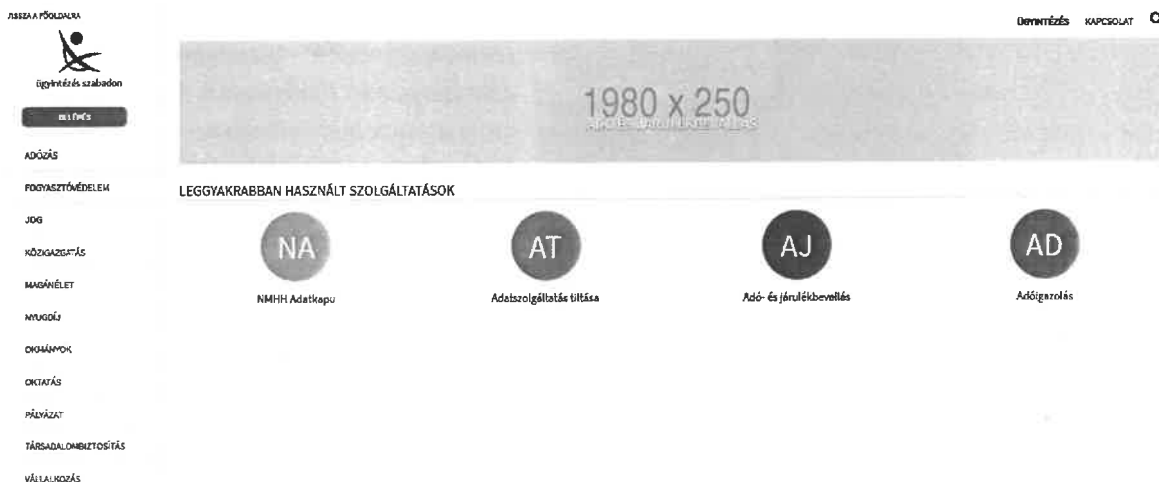 VISSZA A FŐOLDALRA
ÜGYINTÉZÉS KAPCSOLAT
ügyintézés szabadon
BELÉPÉS
1980 x 250
ADÓZÁS
FOGYASZTÓVÉDELEM
JOG
KÖZIGAZGATÁS
MAGÁNÉLET
NYUGDÍJ
OKMÁNYOK
OKTATÁS
PÁLYÁZAT
TÁRSADALOMBIZTOSÍTÁS
VÁLLALKOZÁS
LEGGYAKRABBAN HASZNÁLT SZOLGÁLTATÁSOK
NA AT AJ AD
NMHH Adatkapu Adatszolgáltatás tiltása Adó- és járulékbevallás Adóigazolás